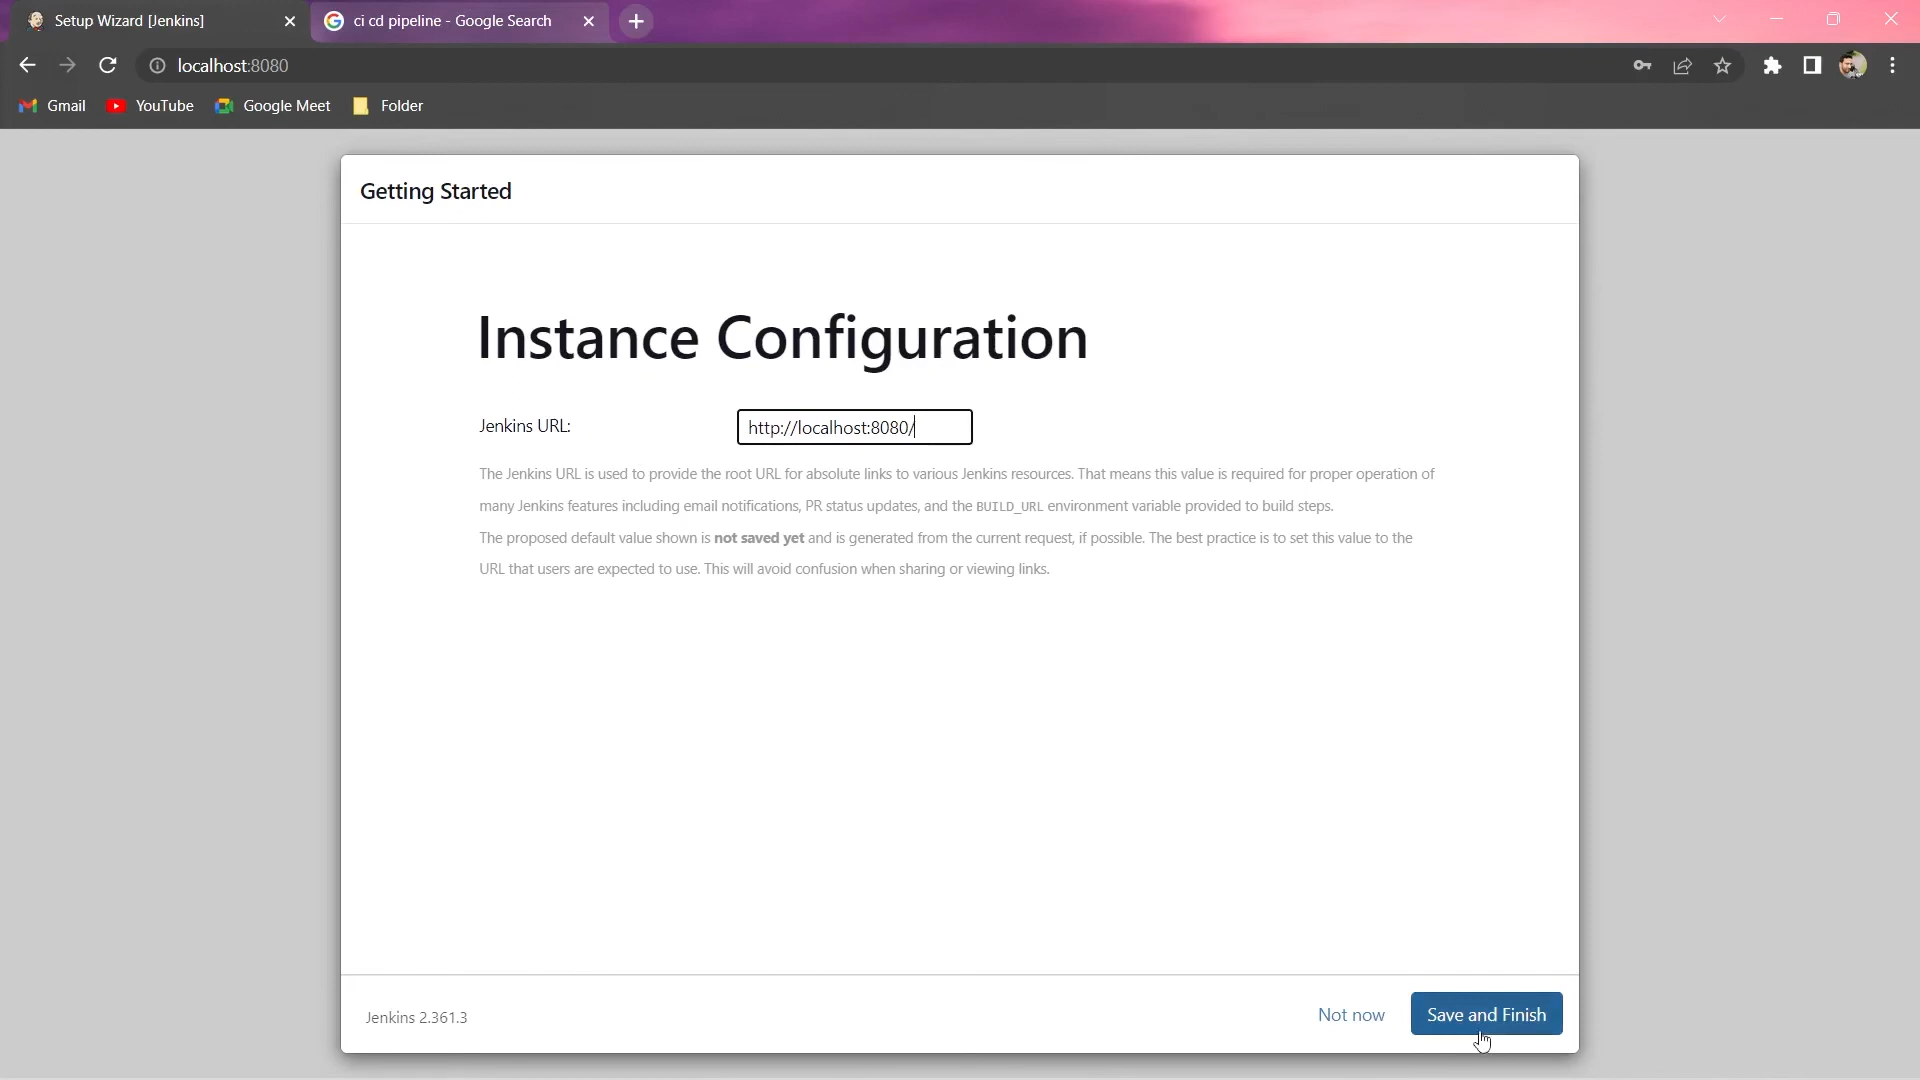 Setup Wizard [Jenkins]
ci cd pipeline - Google Search
localhost:8080
Gmail
YouTube
Google Meet
Folder
Getting Started
Instance Configuration
Jenkins URL:
http://localhost:8080/
The Jenkins URL is used to provide the root URL for absolute links to various Jenkins resources. That means this value is required for proper operation of
many Jenkins features including email notifications, PR status updates, and the BUILD_URL environment variable provided to build steps.
The proposed default value shown is not saved yet and is generated from the current request, if possible. The best practice is to set this value to the
URL that users are expected to use. This will avoid confusion when sharing or viewing links.
Jenkins 2.361.3
Not now
Save and Finish